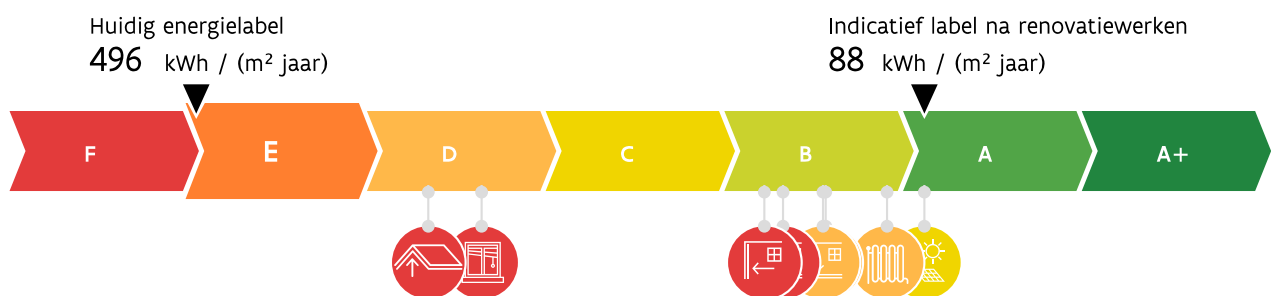 Huidig energielabel
496 kWh / (m² jaar)
Indicatief label na renovatiewerken
88 kWh / (m² jaar)
F E D C B A A+